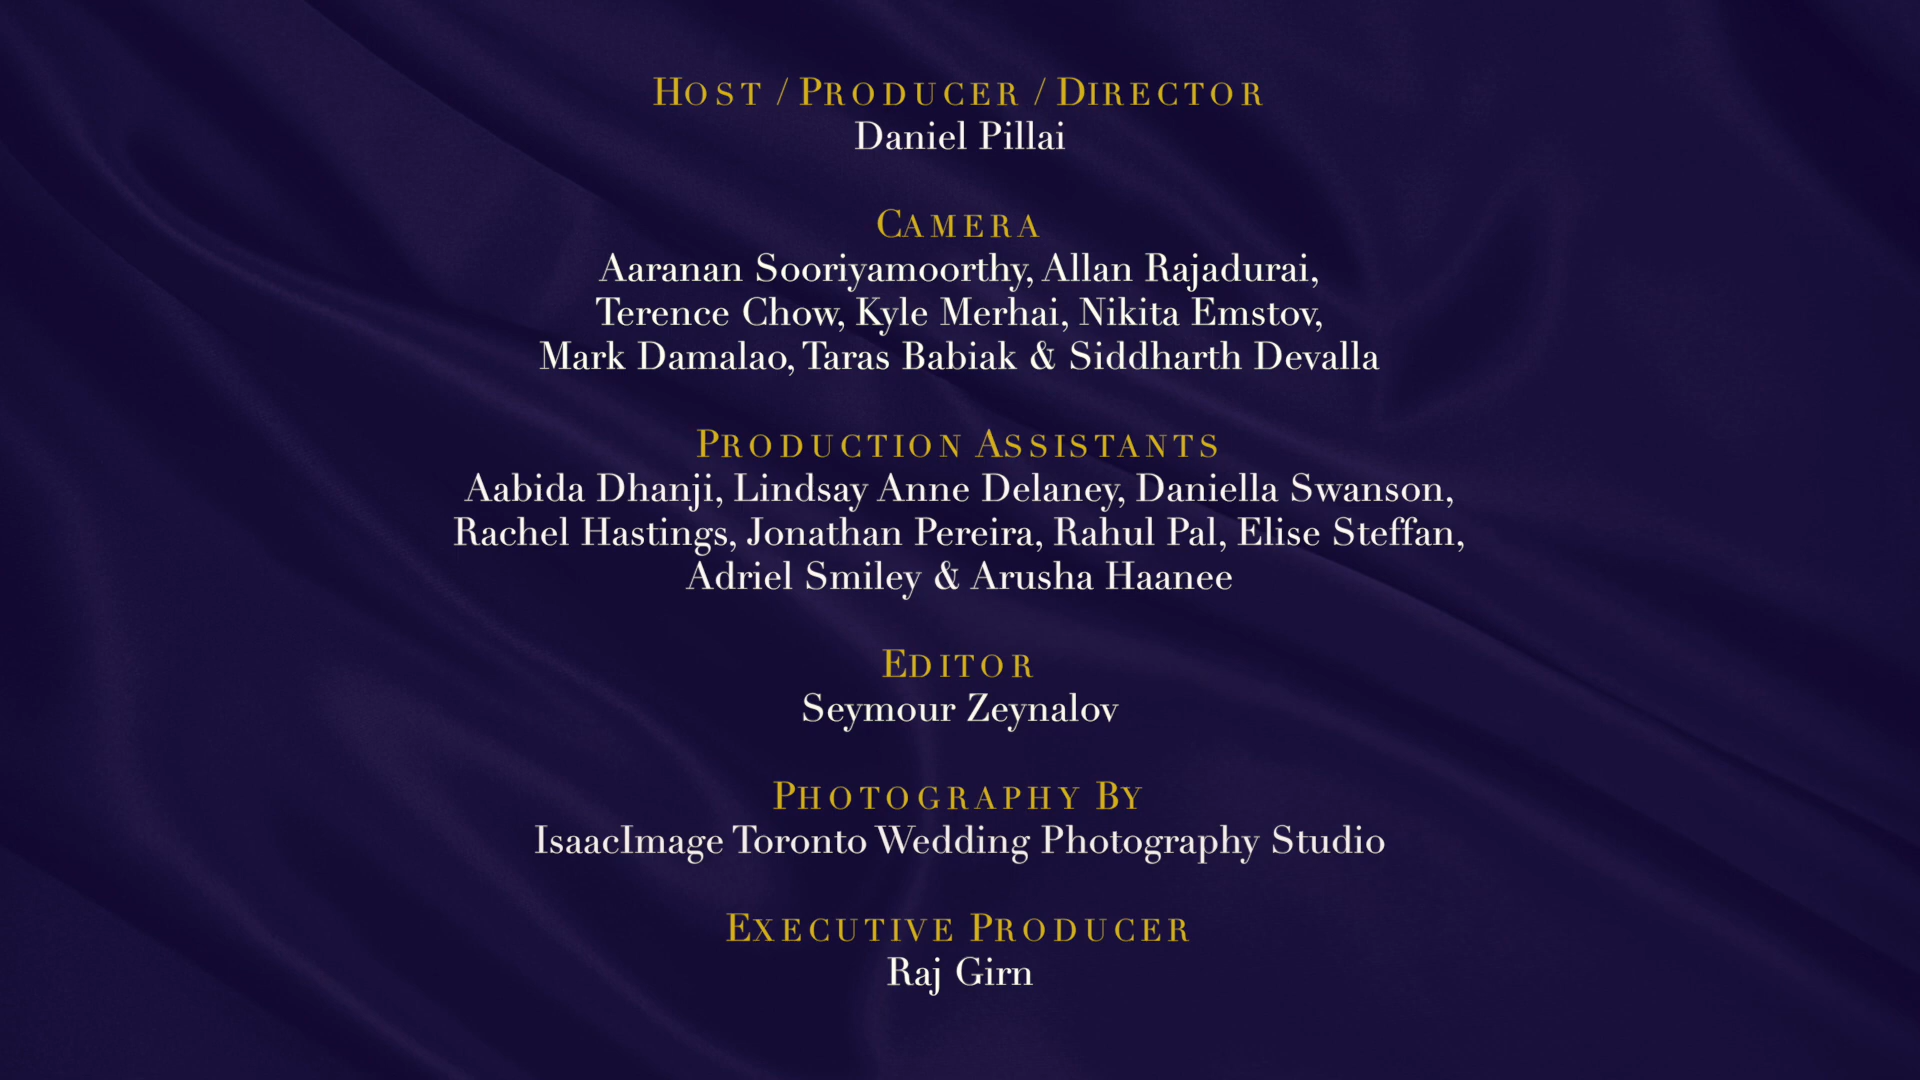 Host / Producer / Director
Daniel Pillai
Camera
Aaranan Sooriyamoorthy, Allan Rajadurai,
Terence Chow, Kyle Merhai, Nikita Emstov,
Mark Damalao, Taras Babiak & Siddharth Devalla
Production Assistants
Aabida Dhanji, Lindsay Anne Delaney, Daniella Swanson,
Rachel Hastings, Jonathan Pereira, Rahul Pal, Elise Steffan,
Adriel Smiley & Arusha Haanee
Editor
Seymour Zeynalov
Photography By
IsaacImage Toronto Wedding Photography Studio
Executive Producer
Raj Girn